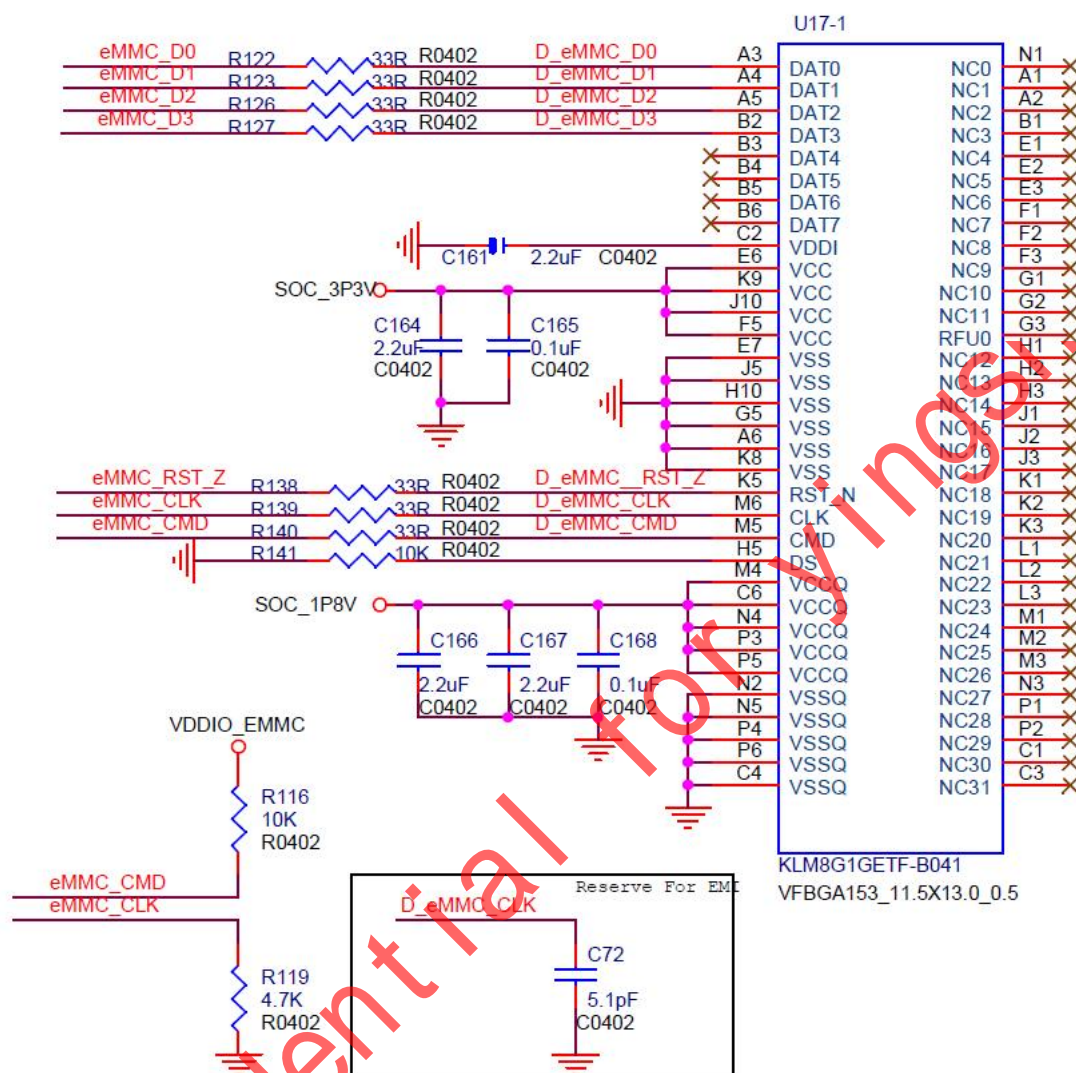 U17-1
eMMC_D0 R122 33R R0402 D_eMMC_D0 A3 DAT0 NC0 N1
eMMC_D1 R123 33R R0402 D_eMMC_D1 A4 DAT1 NC1 A1
eMMC_D2 R126 33R R0402 D_eMMC_D2 A5 DAT2 NC2 A2
eMMC_D3 R127 33R R0402 D_eMMC_D3 B2 DAT3 NC3 B1
B3 DAT4 NC4 E1
B4 DAT5 NC5 E2
B5 DAT6 NC6 E3
B6 DAT7 NC7 F1
C161 2.2uF C0402 C2 VDDI NC8 F2
E6 VCC NC9 F3
SOC_3P3V K9 VCC NC10 G1
J10 VCC NC11 G2
F5 VCC RFU0 G3
C164 C165
2.2uF 0.1uF
C0402 C0402
E7 VSS NC12 H1
J5 VSS NC13 H2
H10 VSS NC14 H3
G5 VSS NC15 J1
A6 VSS NC16 J2
K8 VSS NC17 J3
eMMC_RST_Z R138 33R R0402 D_eMMC__RST_Z K5 RST_N NC18 K1
eMMC_CLK R139 33R R0402 D_eMMC_CLK M6 CLK NC19 K2
eMMC_CMD R140 33R R0402 D_eMMC_CMD M5 CMD NC20 K3
R141 10K R0402 H5 DS NC21 L1
M4 VCCQ NC22 L2
SOC_1P8V C6 VCCQ NC23 L3
N4 VCCQ NC24 M1
P3 VCCQ NC25 M2
P5 VCCQ NC26 M3
C166 C167 C168
2.2uF 2.2uF 0.1uF
C0402 C0402 C0402
N2 VSSQ NC27 N3
N5 VSSQ NC28 P1
P4 VSSQ NC29 P2
P6 VSSQ NC30 C1
C4 VSSQ NC31 C3
KLM8G1GETF-B041
VFBGA153_11.5X13.0_0.5
VDDIO_EMMC
R116
10K
R0402
eMMC_CMD
eMMC_CLK
R119
4.7K
R0402
Reserve For EMI
D_eMMC_CLK
C72
5.1pF
C0402
for